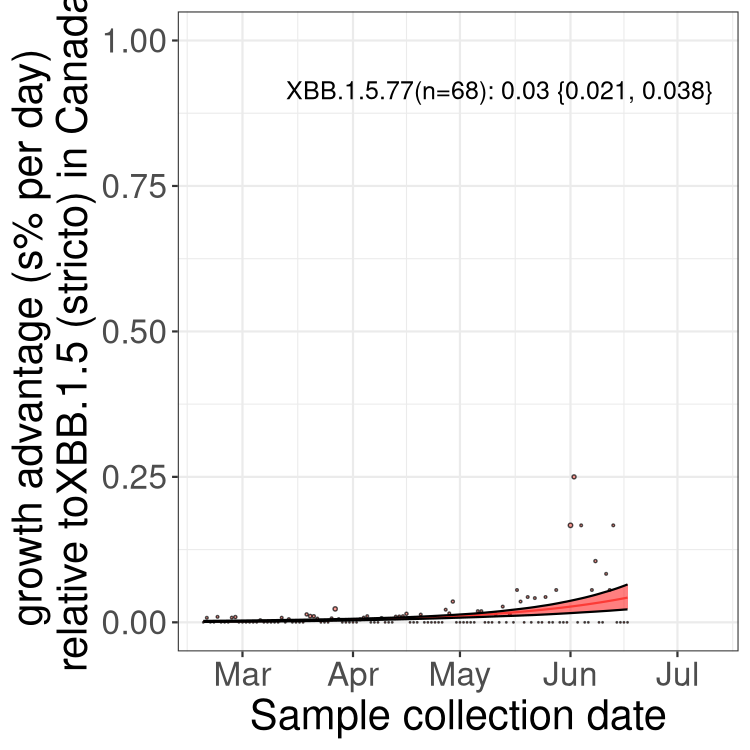 growth advantage (s% per day)
relative toXBB.1.5 (stricto) in Canada
1.00
0.75
0.50
0.25
0.00
XBB.1.5.77(n=68): 0.03 {0.021, 0.038}
Mar Apr May Jun Jul
Sample collection date